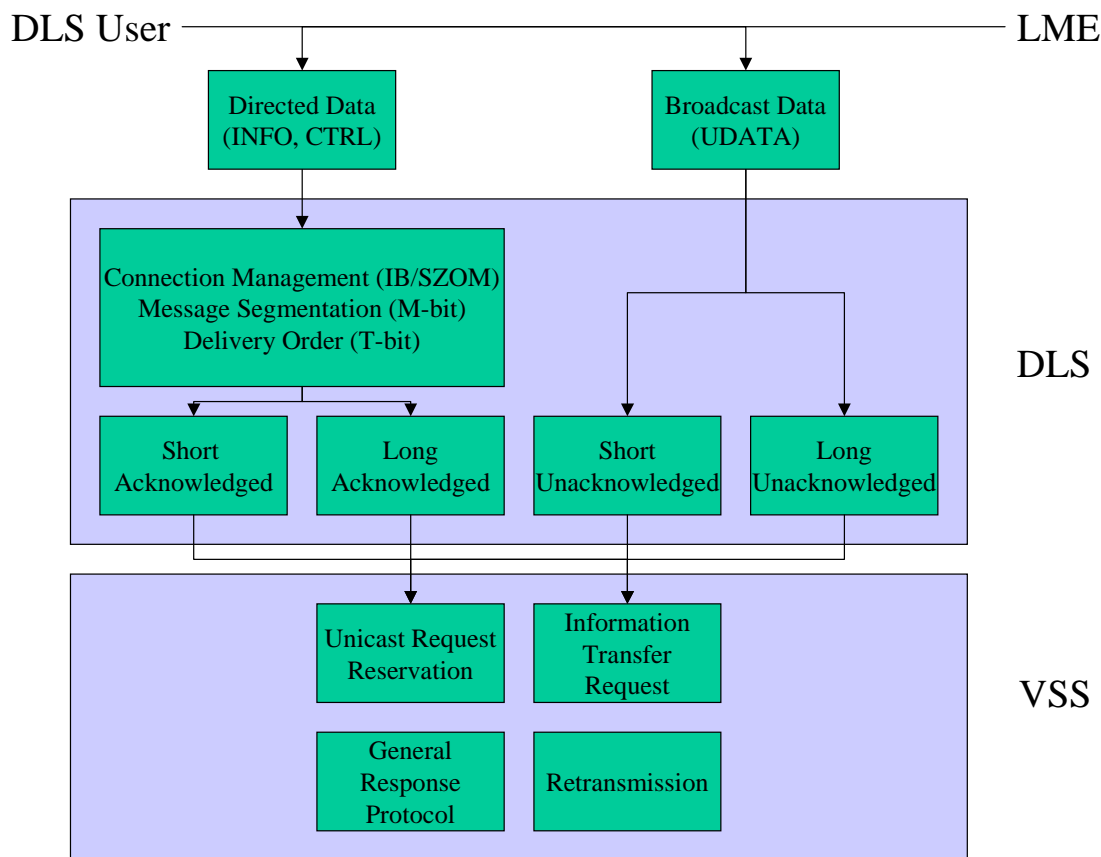 DLS User
LME
Directed Data
(INFO, CTRL)
Broadcast Data
(UDATA)
Connection Management (IB/SZOM)
Message Segmentation (M-bit)
Delivery Order (T-bit)
DLS
Short
Acknowledged
Long
Acknowledged
Short
Unacknowledged
Long
Unacknowledged
Unicast Request
Reservation
Information
Transfer
Request
VSS
General
Response
Protocol
Retransmission